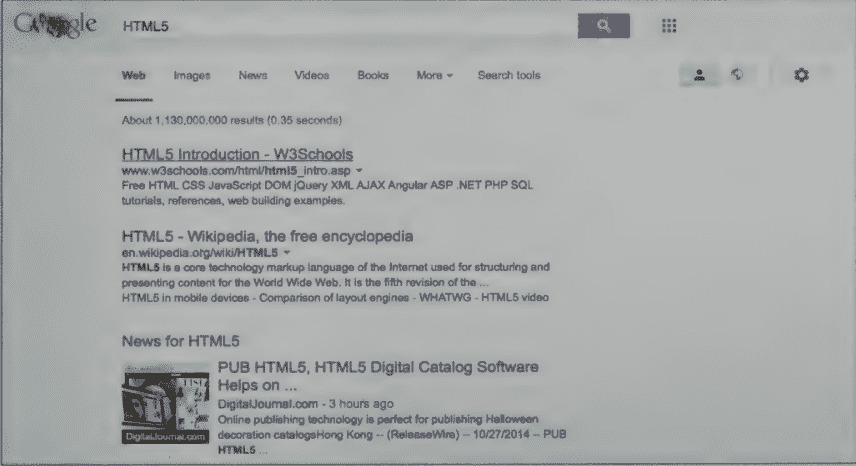 Google
HTML5
Web Images News Videos Books More Search tools
About 1,130,000,000 results (0.35 seconds)
HTML5 Introduction - W3Schools
www.w3schools.com/html/html5_intro.asp
Free HTML CSS JavaScript DOM jQuery XML AJAX Angular ASP .NET PHP SQL
tutorials, references, web building examples.
HTML5 - Wikipedia, the free encyclopedia
en.wikipedia.org/wiki/HTML5
HTML5 is a core technology markup language of the Internet used for structuring and
presenting content for the World Wide Web. It is the fifth revision of the ...
HTML5 in mobile devices - Comparison of layout engines - WHATWG - HTML5 video
News for HTML5
PUB HTML5, HTML5 Digital Catalog Software
Helps on ...
DigitalJournal.com - 3 hours ago
Online publishing technology is perfect for publishing Halloween
decoration catalogsHong Kong -- (ReleaseWire) -- 10/27/2014 -- PUB
HTML5 ...
DigitalJournal.com